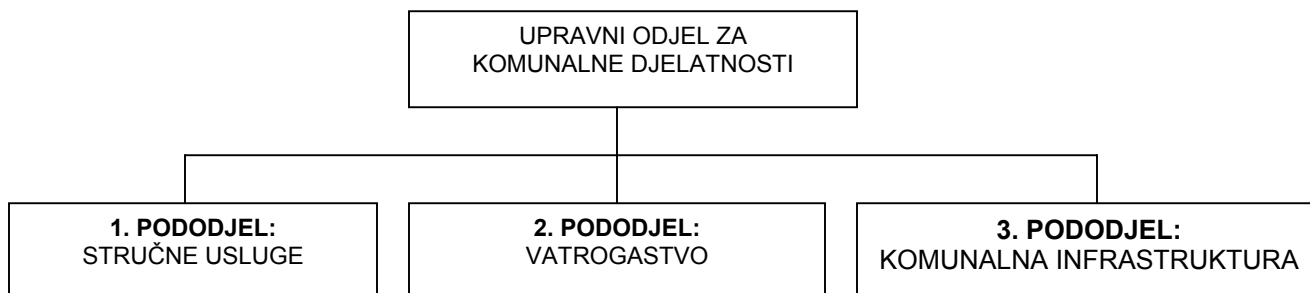 UPRAVNI ODJEL ZA
KOMUNALNE DJELATNOSTI
1. PODODJEL:
STRUČNE USLUGE
2. PODODJEL:
VATROGASTVO
3. PODODJEL:
KOMUNALNA INFRASTRUKTURA